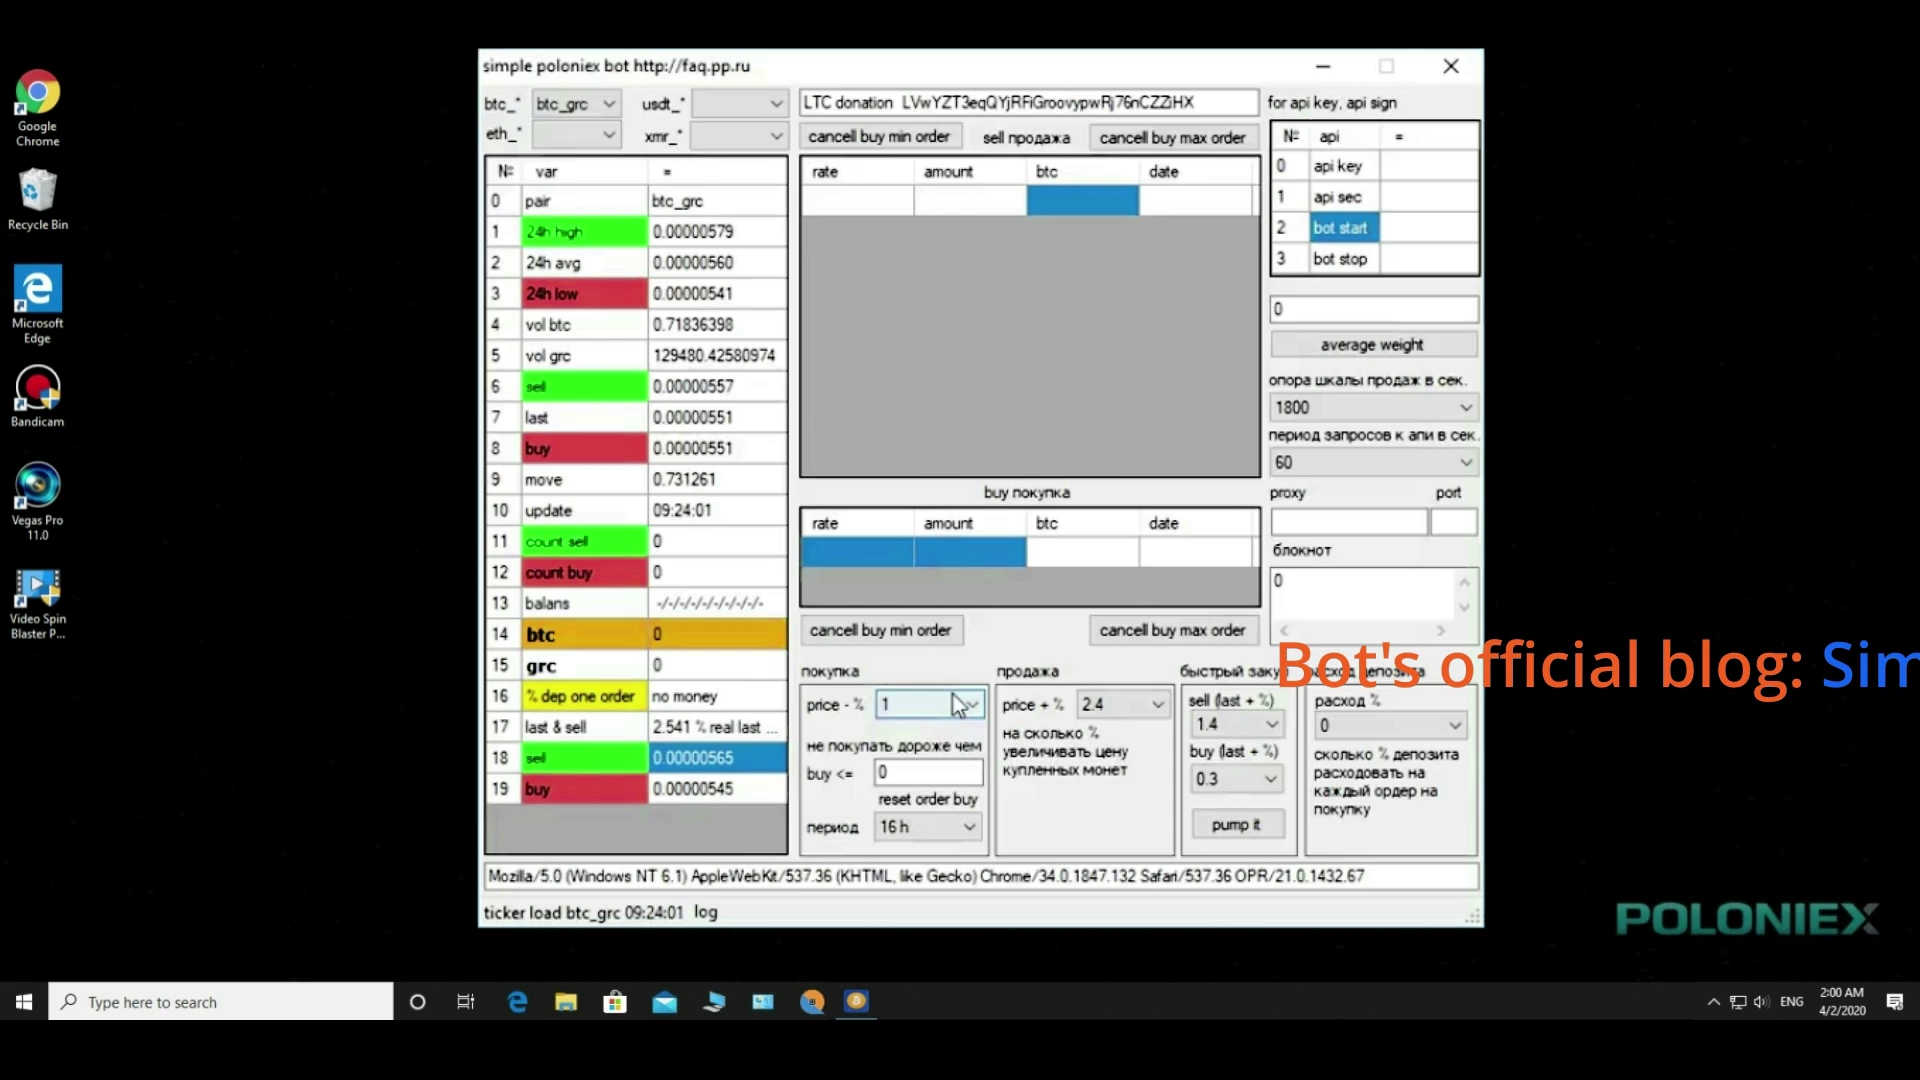 Google
Chrome
Recycle Bin
Microsoft
Edge
Bandicam
Vegas Pro
11.0
Video Spin
Blaster P...
simple poloniex bot http://faq.pp.ru
btc_* btc_grc usdt_*
eth_* xmr_*
№ var =
0 pair btc_grc
1 24h high 0.00000579
2 24h avg 0.00000560
3 24h low 0.00000541
4 vol btc 0.71836398
5 vol grc 129480.42580974
6 sell 0.00000557
7 last 0.00000551
8 buy 0.00000551
9 move 0.731261
10 update 09:24:01
11 count sell 0
12 count buy 0
13 balans -/-/-/-/-/-/-/-/-/-
14 btc 0
15 grc 0
16 % dep one order no money
17 last & sell 2.541 % real last ...
18 sell 0.00000565
19 buy 0.00000545
LTC donation LVwYZT3eqQYjRFiGroovypwRj76nCZZiHX
cancell buy min order sell продажа cancell buy max order
rate amount btc date
buy покупка
rate amount btc date
cancell buy min order cancell buy max order
for api key, api sign
№ api =
0 api key
1 api sec
2 bot start
3 bot stop
0
average weight
опора шкалы продаж в сек.
1800
период запросов к апи в сек.
60
proxy port
блокнот
0
Bot's official blog: Sim
покупка
price - % 1
не покупать дороже чем
buy <= 0
reset order buy
период 16 h
продажа
price + % 2.4
на сколько %
увеличивать цену
купленных монет
быстрый заку
sell (last + %)
1.4
buy (last + %)
0.3
pump it
расход %
0
сколько % депозита
расходовать на
каждый ордер на
покупку
Mozilla/5.0 (Windows NT 6.1) AppleWebKit/537.36 (KHTML, like Gecko) Chrome/34.0.1847.132 Safari/537.36 OPR/21.0.1432.67
ticker load btc_grc 09:24:01 log
POLONIEX
Type here to search
ENG
2:00 AM
4/2/2020